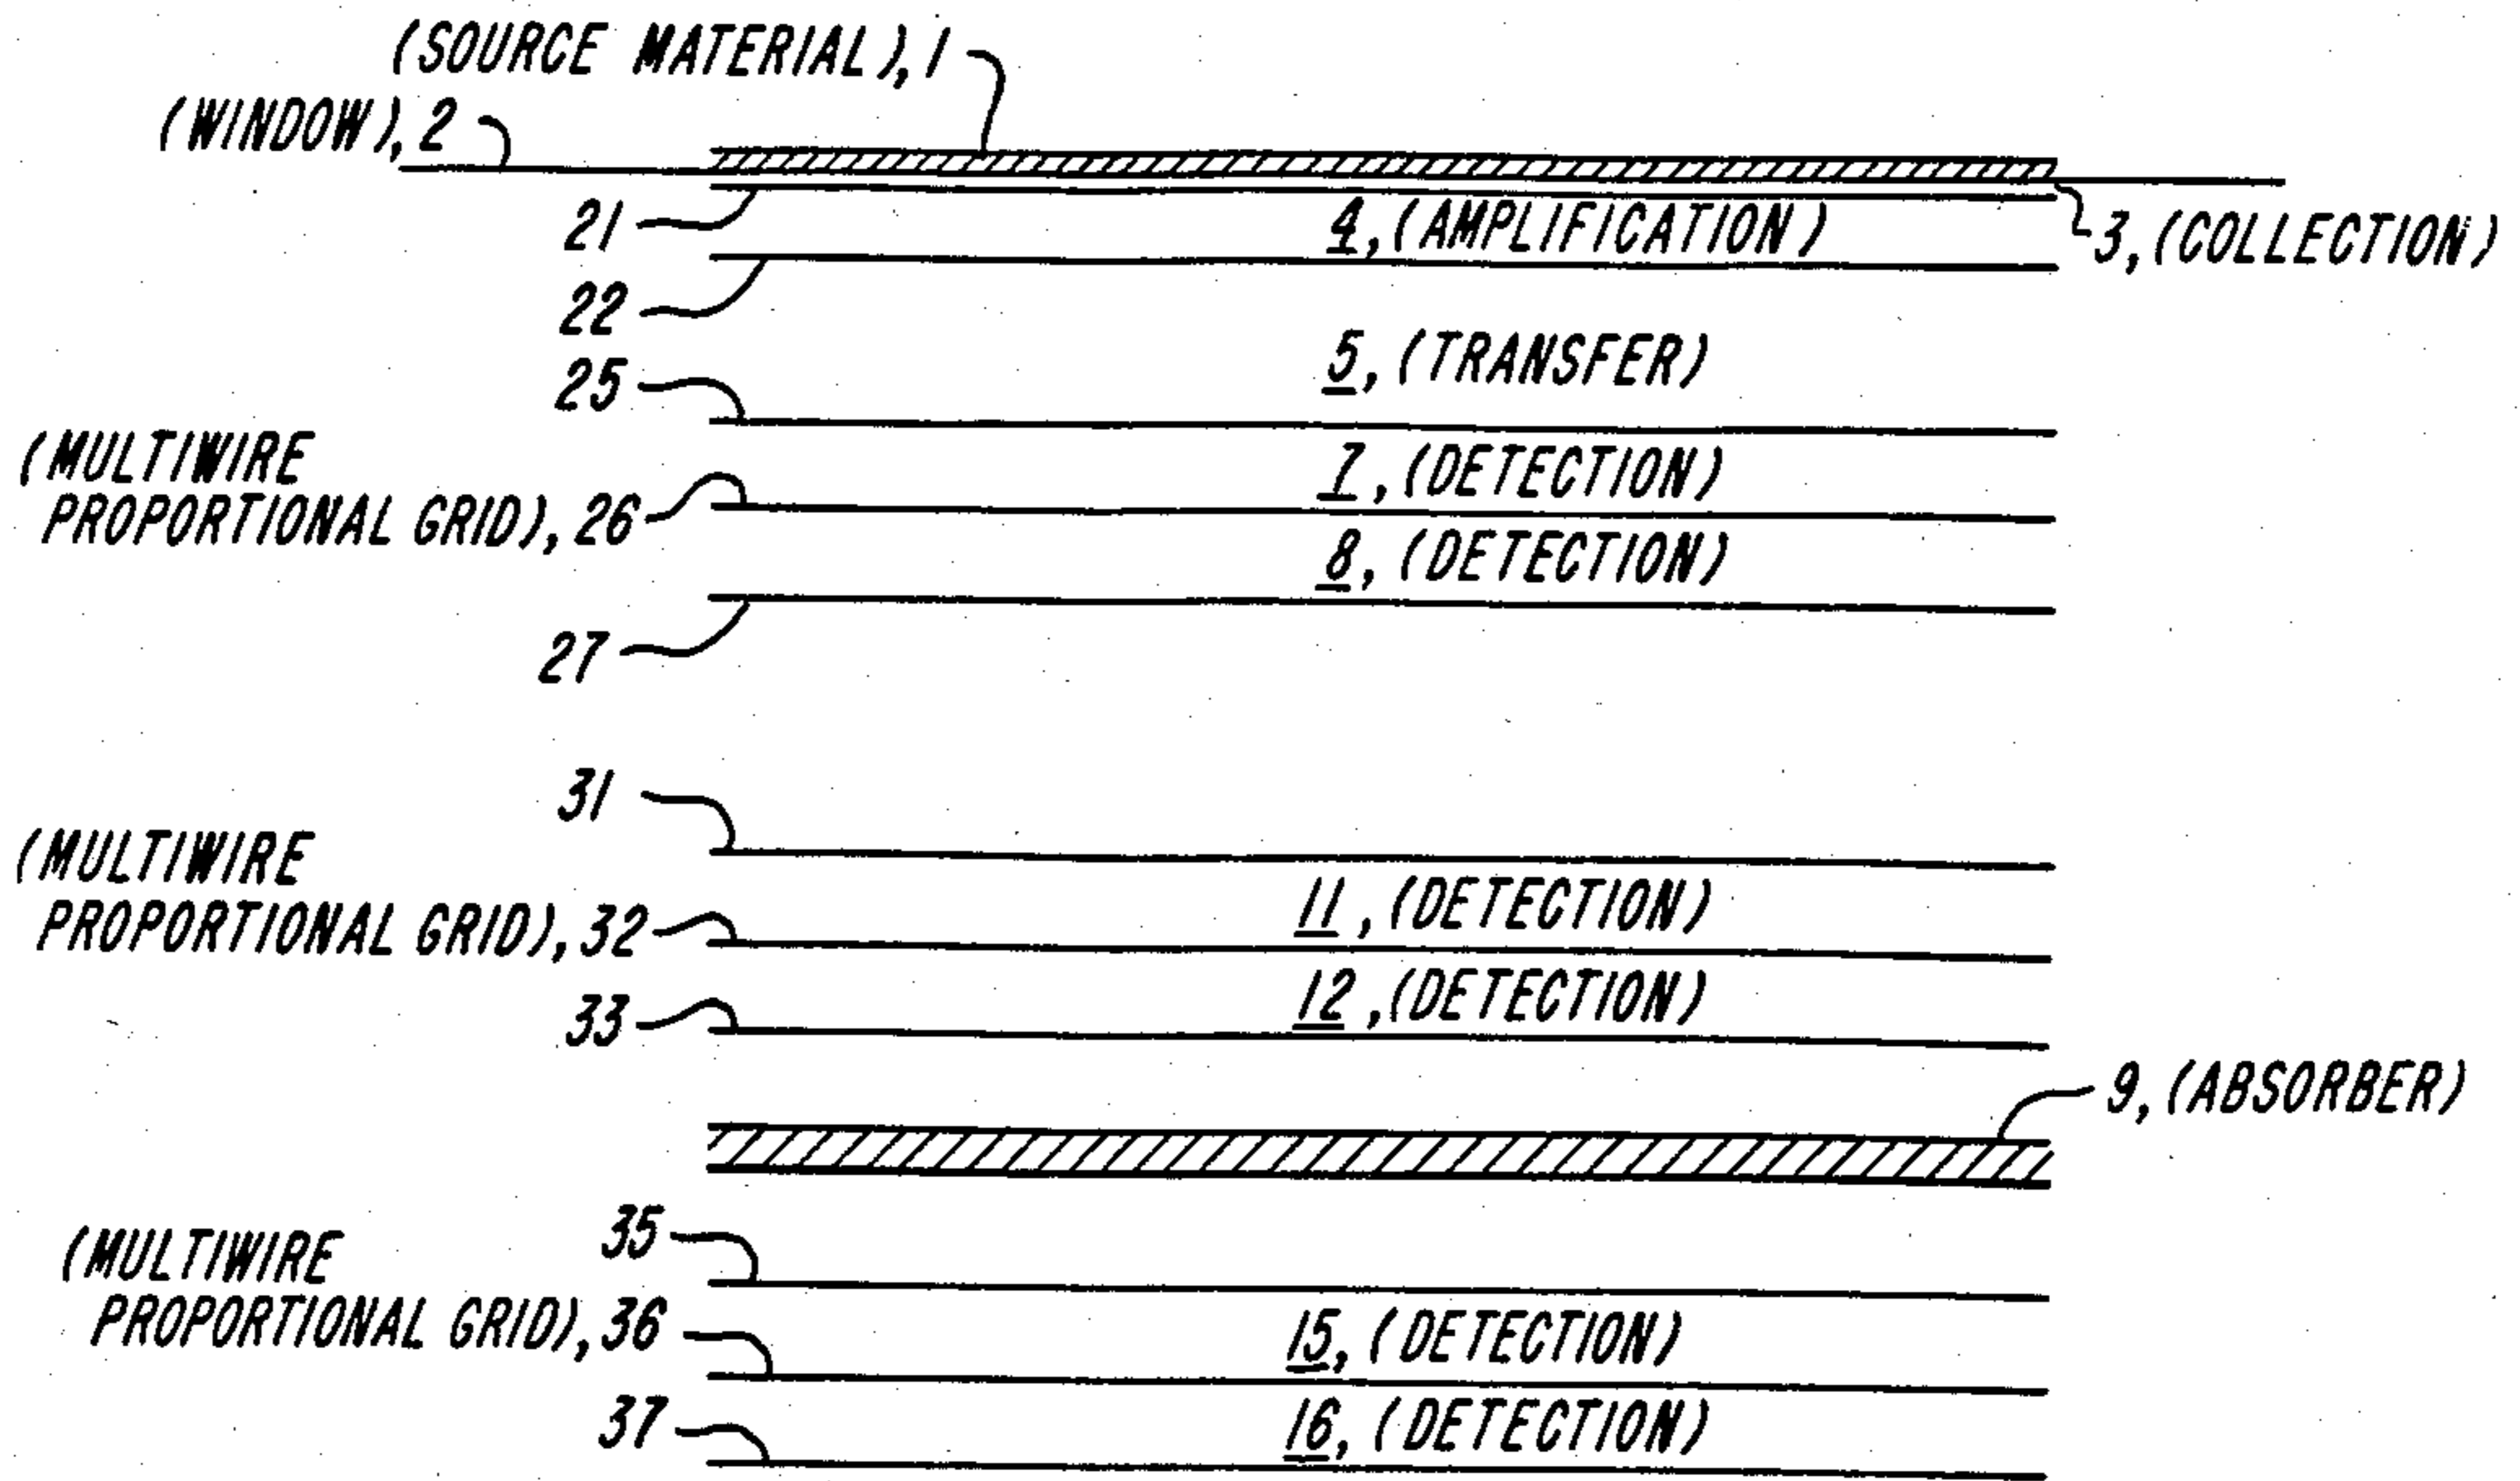 (SOURCE MATERIAL), 1
(WINDOW), 2
21
4, (AMPLIFICATION)
3, (COLLECTION)
22
5, (TRANSFER)
25
(MULTIWIRE
PROPORTIONAL GRID), 26
7, (DETECTION)
8, (DETECTION)
27
31
(MULTIWIRE
PROPORTIONAL GRID), 32
11, (DETECTION)
12, (DETECTION)
33
9, (ABSORBER)
35
(MULTIWIRE
PROPORTIONAL GRID), 36
15, (DETECTION)
37
16, (DETECTION)